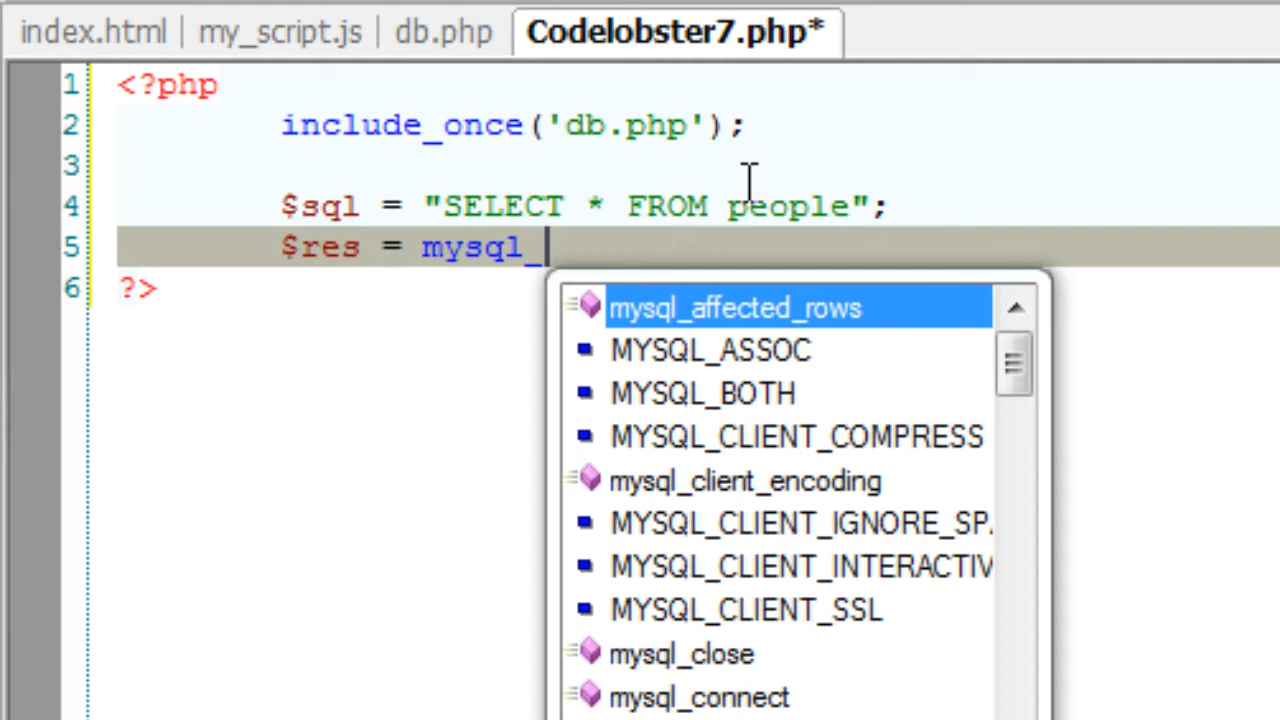 index.html | my_script.js | db.php | Codelobster7.php*
1 <?php
2 include_once('db.php');
3
4 $sql = "SELECT * FROM people";
5 $res = mysql_
6 ?>
mysql_affected_rows
MYSQL_ASSOC
MYSQL_BOTH
MYSQL_CLIENT_COMPRESS
mysql_client_encoding
MYSQL_CLIENT_IGNORE_SPA
MYSQL_CLIENT_INTERACTIV
MYSQL_CLIENT_SSL
mysql_close
mysql_connect